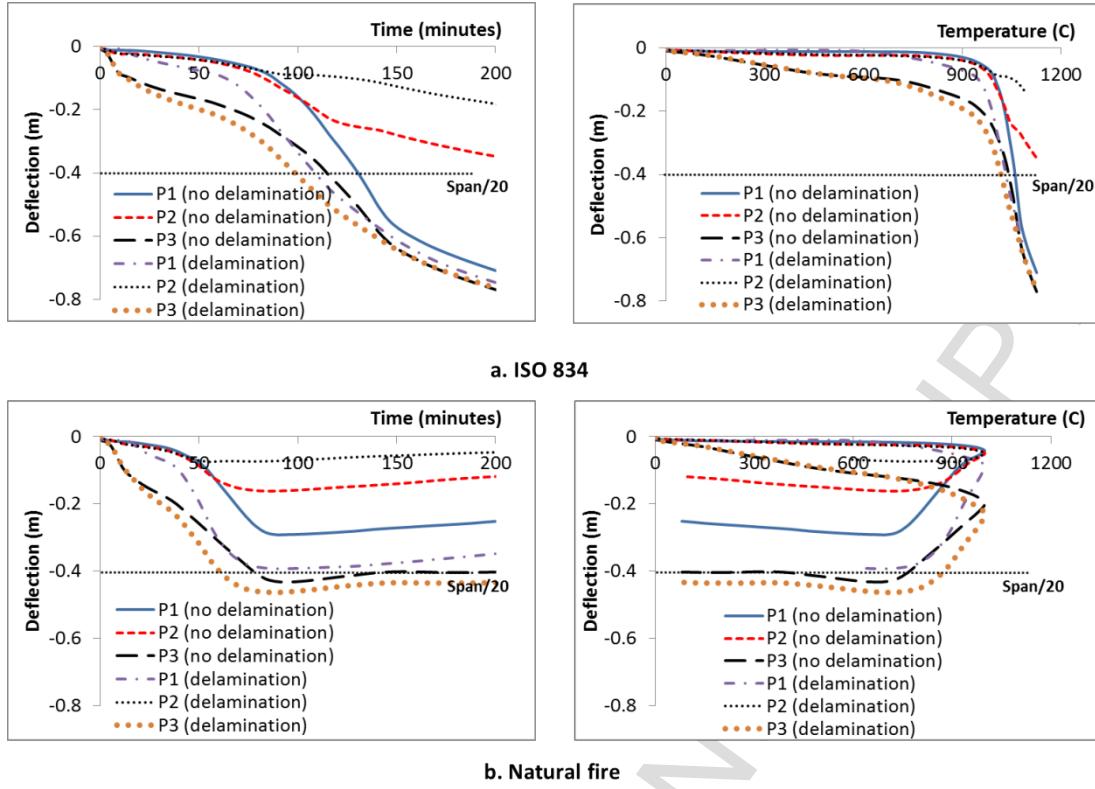 Time (minutes)
0
0 50 100 150 200
-0.2
-0.4
-0.6
-0.8
Deflection (m)
Span/20
P1 (no delamination)
P2 (no delamination)
P3 (no delamination)
P1 (delamination)
P2 (delamination)
P3 (delamination)
Temperature (C)
0
0 300 600 900 1200
-0.2
-0.4
-0.6
-0.8
Deflection (m)
Span/20
P1 (no delamination)
P2 (no delamination)
P3 (no delamination)
P1 (delamination)
P2 (delamination)
P3 (delamination)
a. ISO 834
Time (minutes)
0
0 50 100 150 200
-0.2
-0.4
-0.6
-0.8
Deflection (m)
Span/20
P1 (no delamination)
P2 (no delamination)
P3 (no delamination)
P1 (delamination)
P2 (delamination)
P3 (delamination)
Temperature (C)
0
0 300 600 900 1200
-0.2
-0.4
-0.6
-0.8
Deflection (m)
Span/20
P1 (no delamination)
P2 (no delamination)
P3 (no delamination)
P1 (delamination)
P2 (delamination)
P3 (delamination)
b. Natural fire